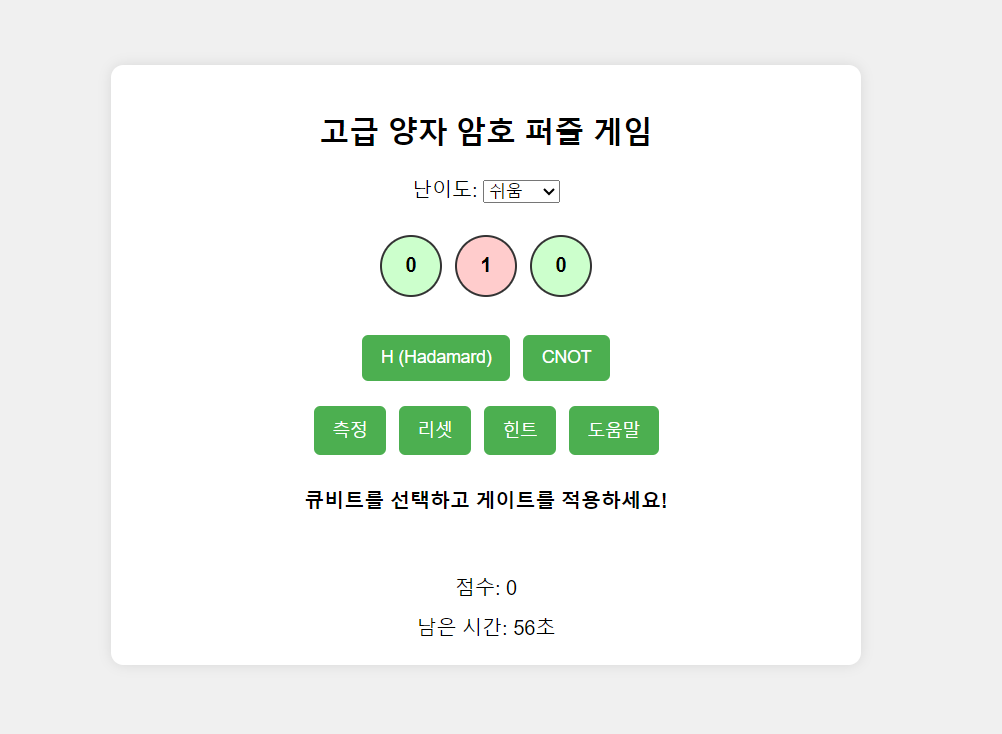 고급 양자 암호 퍼즐 게임
난이도: 쉬움
0 1 0
H (Hadamard) CNOT
측정 리셋 힌트 도움말
큐비트를 선택하고 게이트를 적용하세요!
점수: 0
남은 시간: 56초